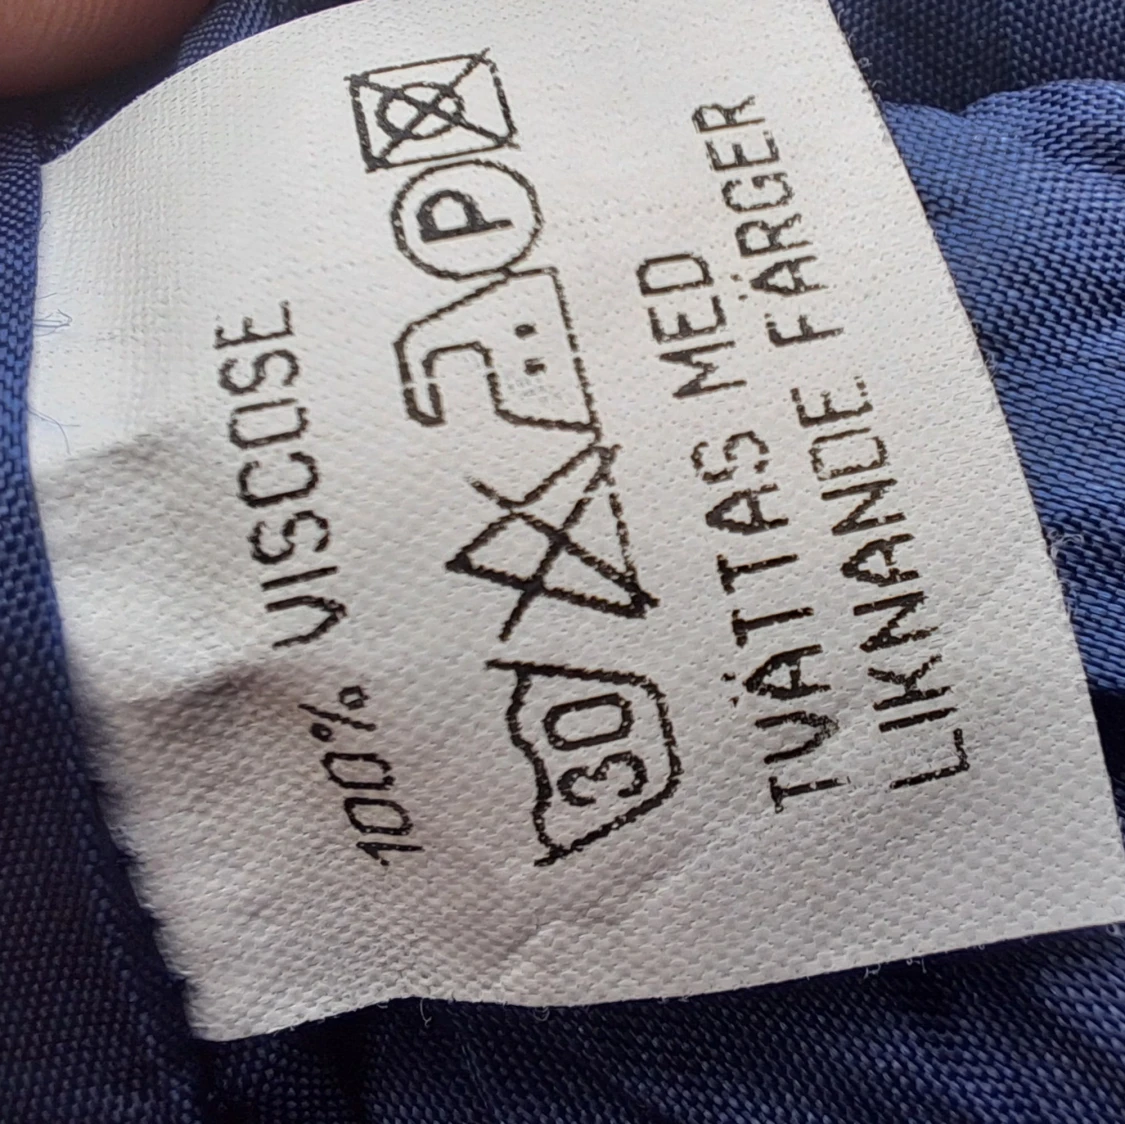 100% VISCOSE
30 P
TVÄTTAS MED
LIKNANDE FÄRGER